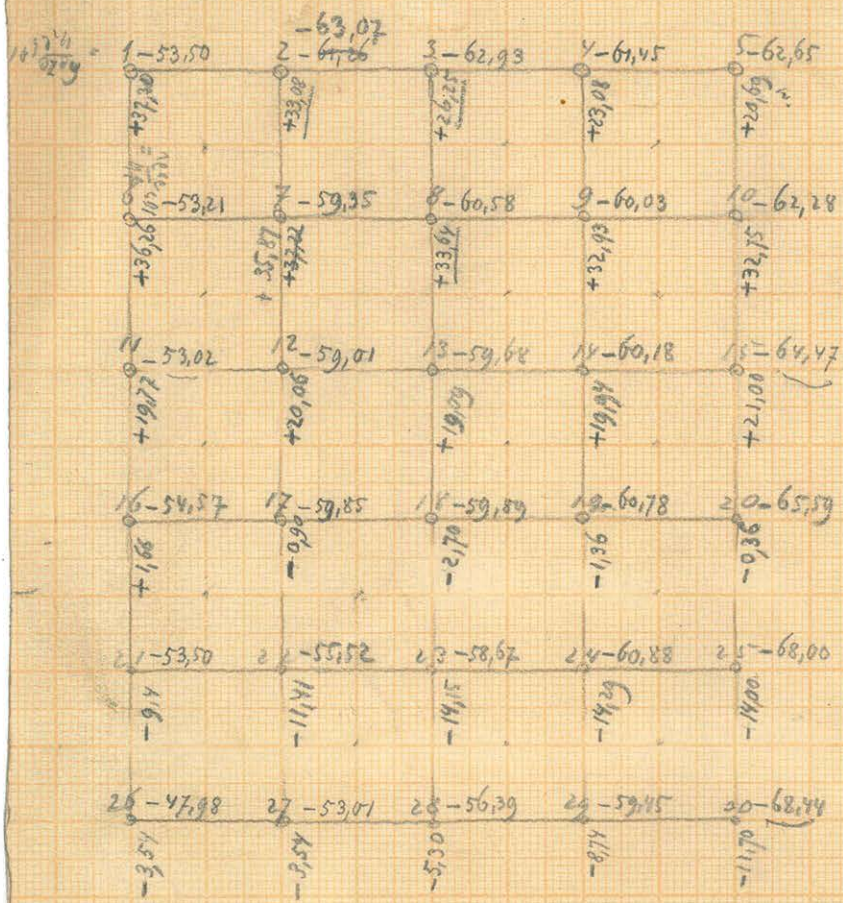 -63,07
1 -53,50 2 -61,26 3 -62,93 4 -61,45 5 -62,65
+37,20 +33,08 +26,25 +23,08 +20,69 ?
6 -53,21 7 -59,35 8 -60,58 9 -60,03 10 -62,28
+36,29 +35,87 +37,22 +33,64 +32,93 +32,75
11 -53,02 12 -59,01 13 -59,68 14 -60,18 15 -64,47
+19,77 +20,06 +19,09 +19,94 +21,00
16 -54,57 17 -59,85 18 -59,89 19 -60,78 20 -65,59
+1,66 -0,90 -2,70 -1,36 -0,36
21 -53,50 22 -55,52 23 -58,67 24 -60,88 25 -68,00
-9,4 -11,41 -14,15 -14,29 -14,00
26 -47,98 27 -53,01 28 -56,39 29 -59,45 30 -68,44
-3,54 -3,54 -5,30 -8,74 -11,70